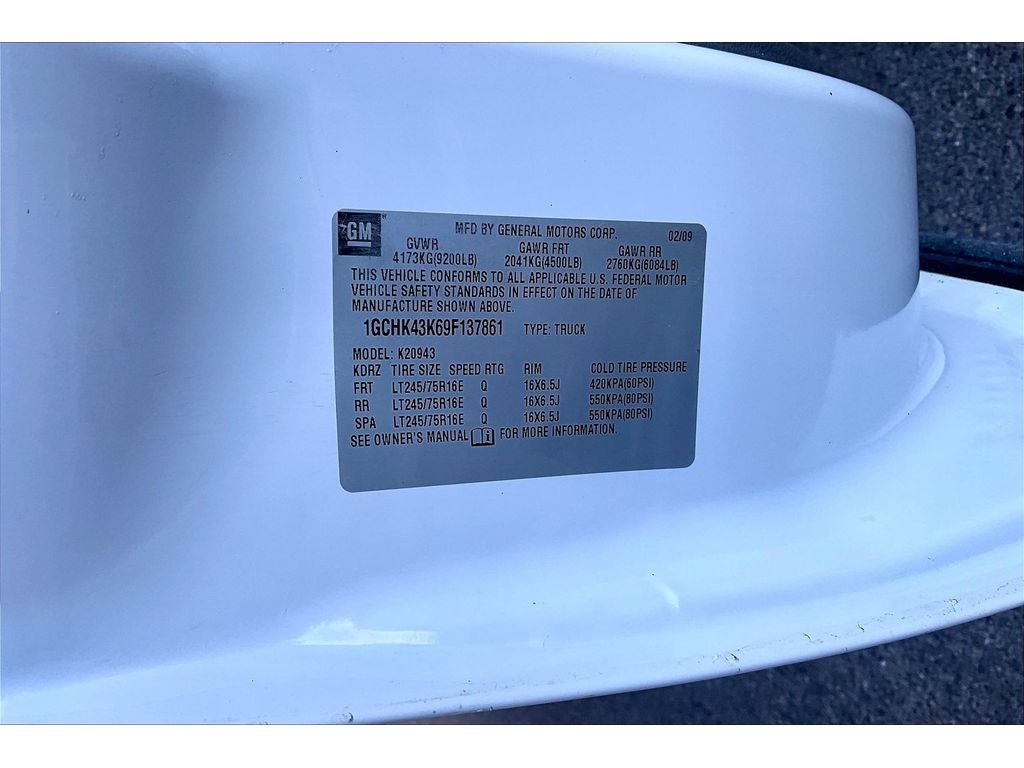 GM MFD BY GENERAL MOTORS CORP. 02/09
GVWR GAWR FRT GAWR RR
4173KG(9200LB) 2041KG(4500LB) 2760KG(6084LB)
THIS VEHICLE CONFORMS TO ALL APPLICABLE U.S. FEDERAL MOTOR
VEHICLE SAFETY STANDARDS IN EFFECT ON THE DATE OF
MANUFACTURE SHOWN ABOVE.
1GCHK43K69F137861 TYPE: TRUCK
MODEL: K20943
KDRZ TIRE SIZE SPEED RTG RIM COLD TIRE PRESSURE
FRT LT245/75R16E Q 16X6.5J 420KPA(60PSI)
RR LT245/75R16E Q 16X6.5J 550KPA(80PSI)
SPA LT245/75R16E Q 16X6.5J 550KPA(80PSI)
SEE OWNER'S MANUAL FOR MORE INFORMATION.